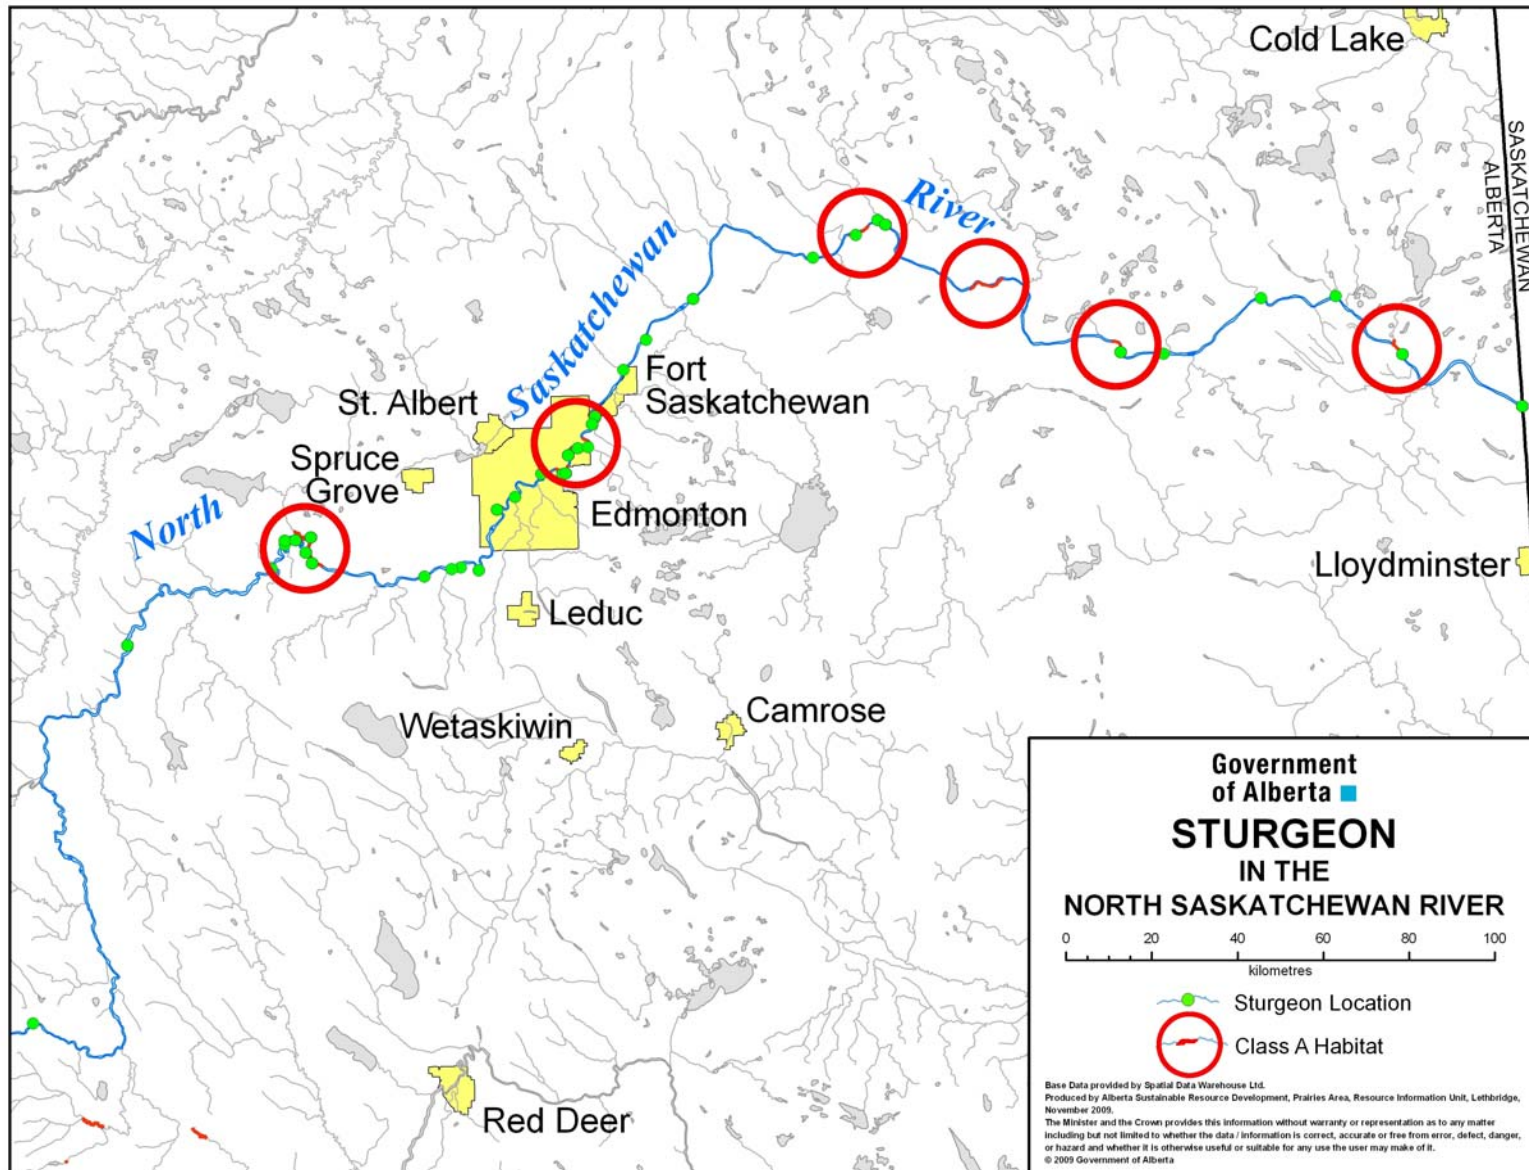 Cold Lake
SASKATCHEWAN
ALBERTA
River
Saskatchewan
North
Fort
Saskatchewan
St. Albert
Spruce
Grove
Edmonton
Lloydminster
Leduc
Wetaskiwin
Camrose
Red Deer
Government
of Alberta
STURGEON
IN THE
NORTH SASKATCHEWAN RIVER
0 20 40 60 80 100
kilometres
Sturgeon Location
Class A Habitat
Base Data provided by Spatial Data Warehouse Ltd.
Produced by Alberta Sustainable Resource Development, Prairies Area, Resource Information Unit, Lethbridge,
November 2009.
The Minister and the Crown provides this information without warranty or representation as to any matter
including but not limited to whether the data / information is correct, accurate or free from error, defect, danger,
or hazard and whether it is otherwise useful or suitable for any use the user may make of it.
© 2009 Government of Alberta